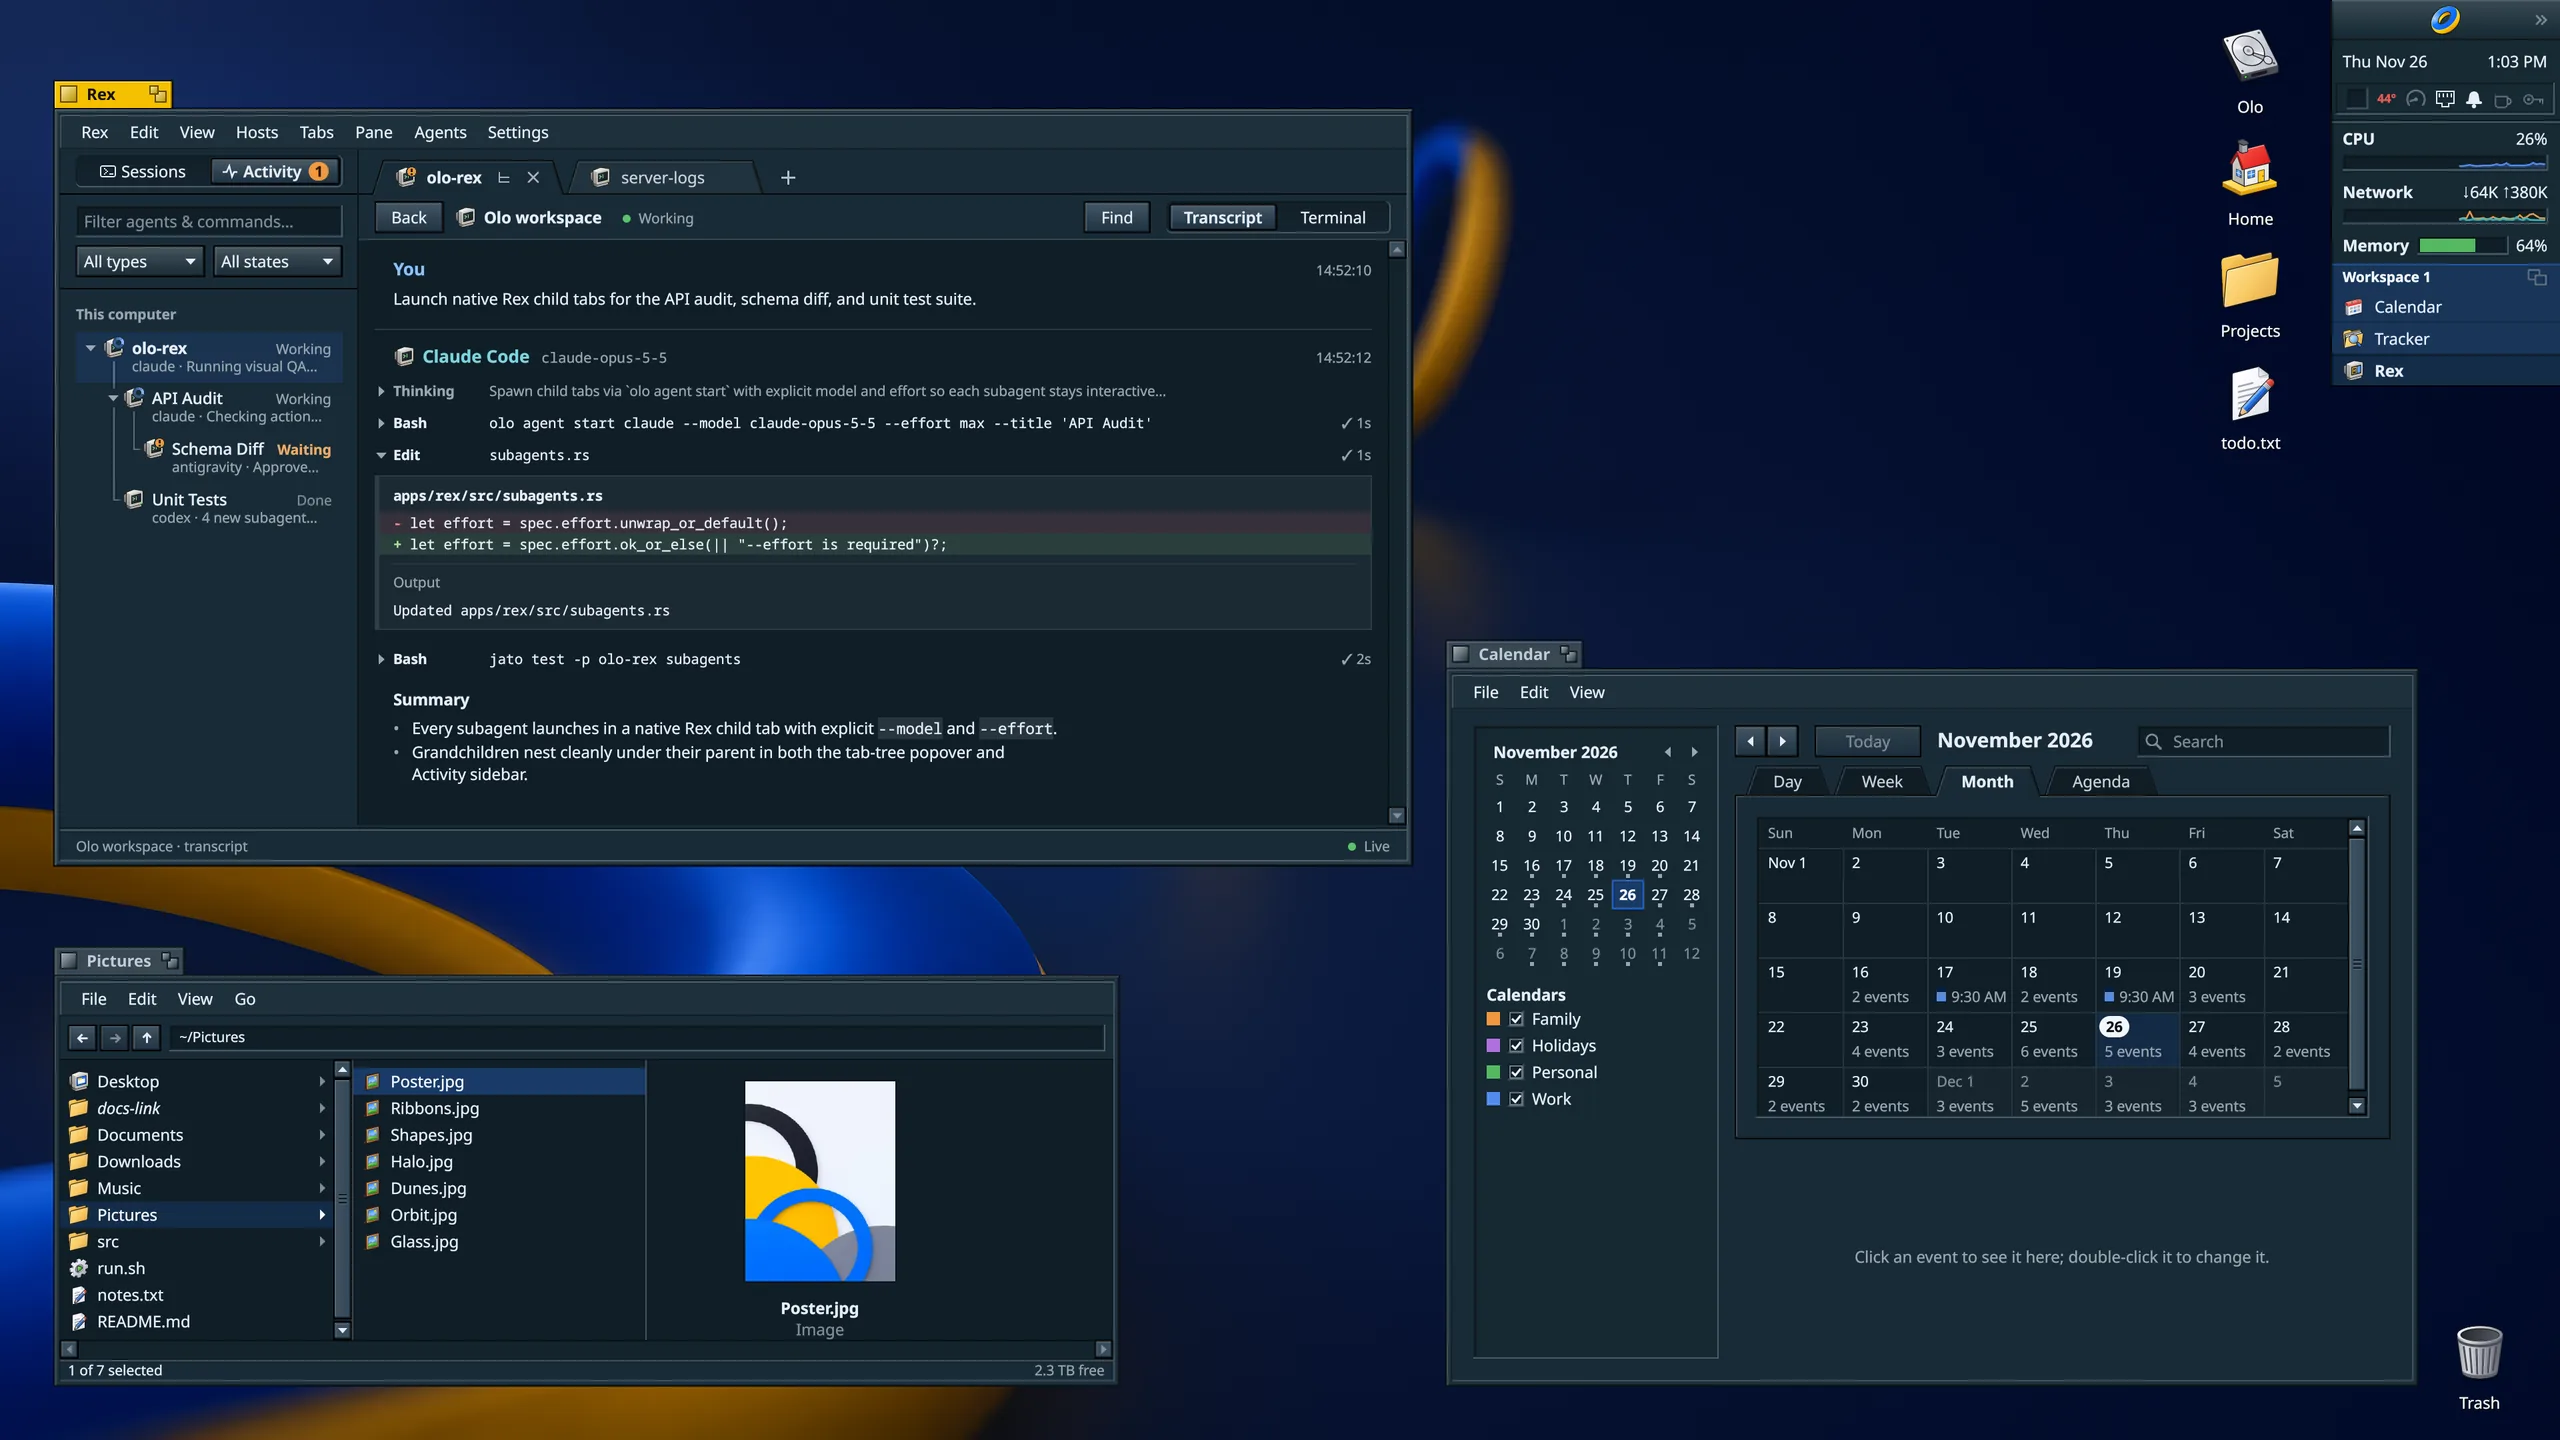 Rex
Rex Edit View Hosts Tabs Pane Agents Settings
Sessions Activity 1
Filter agents & commands...
All types All states
This computer
olo-rex Working
claude · Running visual QA...
API Audit Working
claude · Checking action...
Schema Diff Waiting
antigravity · Approve...
Unit Tests Done
codex · 4 new subagent...
olo-rex server-logs +
Back Olo workspace Working Find Transcript Terminal
You 14:52:10
Launch native Rex child tabs for the API audit, schema diff, and unit test suite.
Claude Code claude-opus-5-5 14:52:12
Thinking Spawn child tabs via `olo agent start` with explicit model and effort so each subagent stays interactive...
Bash olo agent start claude --model claude-opus-5-5 --effort max --title 'API Audit' ✓ 1s
Edit subagents.rs ✓ 1s
apps/rex/src/subagents.rs
- let effort = spec.effort.unwrap_or_default();
+ let effort = spec.effort.ok_or_else(|| "--effort is required")?;
Output
Updated apps/rex/src/subagents.rs
Bash jato test -p olo-rex subagents ✓ 2s
Summary
• Every subagent launches in a native Rex child tab with explicit --model and --effort.
• Grandchildren nest cleanly under their parent in both the tab-tree popover and
Activity sidebar.
Olo workspace · transcript Live
Pictures
File Edit View Go
~/Pictures
Desktop
docs-link
Documents
Downloads
Music
Pictures
src
run.sh
notes.txt
README.md
Poster.jpg
Ribbons.jpg
Shapes.jpg
Halo.jpg
Dunes.jpg
Orbit.jpg
Glass.jpg
Poster.jpg
Image
1 of 7 selected 2.3 TB free
Olo
Home
Projects
todo.txt
Thu Nov 26 1:03 PM
44°
CPU 26%
Network ↓64K ↑380K
Memory 64%
Workspace 1
Calendar
Tracker
Rex
Calendar
File Edit View
November 2026
S M T W T F S
1 2 3 4 5 6 7
8 9 10 11 12 13 14
15 16 17 18 19 20 21
22 23 24 25 26 27 28
29 30 1 2 3 4 5
6 7 8 9 10 11 12
Calendars
Family
Holidays
Personal
Work
Today November 2026 Search
Day Week Month Agenda
Sun Mon Tue Wed Thu Fri Sat
Nov 1 2 3 4 5 6 7
8 9 10 11 12 13 14
15 16 17 18 19 20 21
2 events 9:30 AM 2 events 9:30 AM 3 events
22 23 24 25 26 27 28
4 events 3 events 6 events 5 events 4 events 2 events
29 30 Dec 1 2 3 4 5
2 events 2 events 3 events 5 events 3 events 3 events
Click an event to see it here; double-click it to change it.
Trash